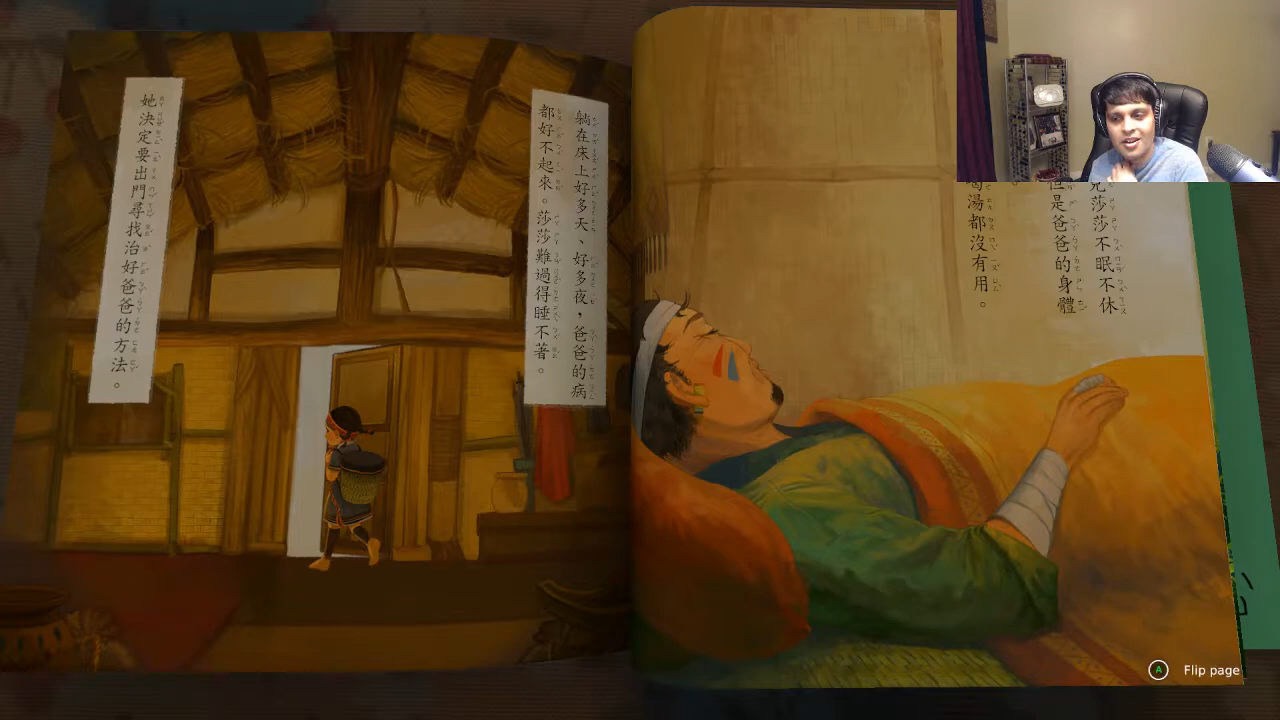 兒莎莎不眠不休
但是爸爸的身體
喝湯都沒有用。
躺在床上好多天、好多夜，爸爸的病
都好不起來。莎莎難過得睡不著。
她決定要出門尋找治好爸爸的方法。
Flip page
A